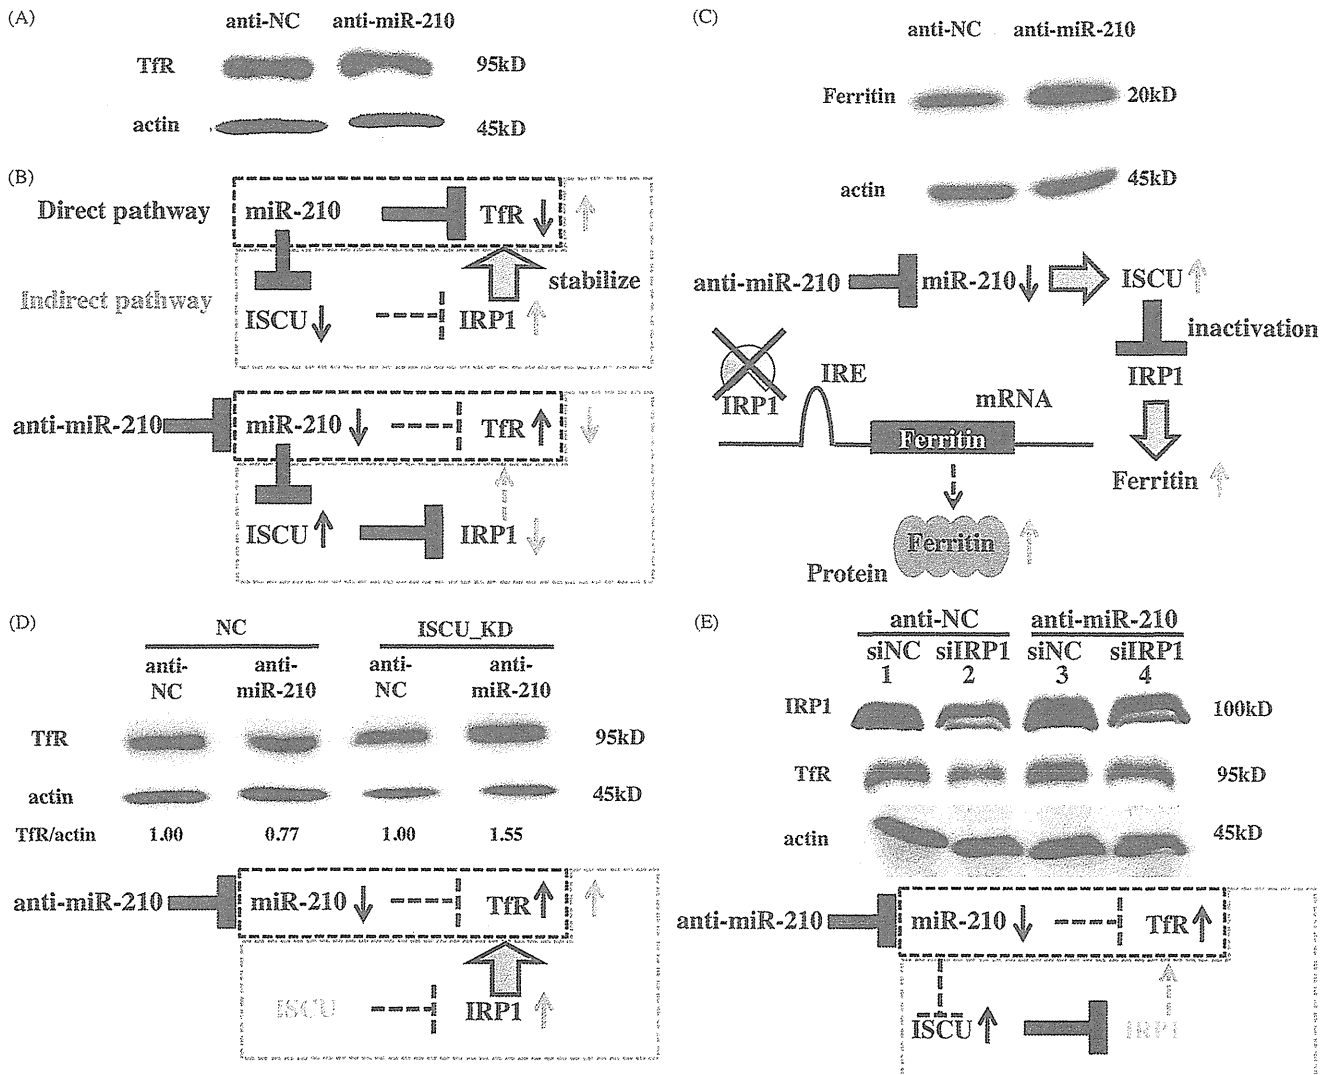 (A)
anti-NC anti-miR-210
TfR 95kD
actin 45kD
(B)
Direct pathway miR-210 TfR
Indirect pathway stabilize
ISCU IRP1
anti-miR-210 miR-210 TfR
ISCU IRP1
(C)
anti-NC anti-miR-210
Ferritin 20kD
actin 45kD
anti-miR-210 miR-210 ISCU
inactivation
IRP1 IRE mRNA IRP1
Ferritin
Ferritin
Ferritin
Protein
(D)
NC ISCU_KD
anti-NC anti-miR-210 anti-NC anti-miR-210
TfR 95kD
actin 45kD
TfR/actin 1.00 0.77 1.00 1.55
anti-miR-210 miR-210 TfR
ISCU IRP1
(E)
anti-NC anti-miR-210
siNC siIRP1 siNC siIRP1
1 2 3 4
IRP1 100kD
TfR 95kD
actin 45kD
anti-miR-210 miR-210 TfR
ISCU IRP1